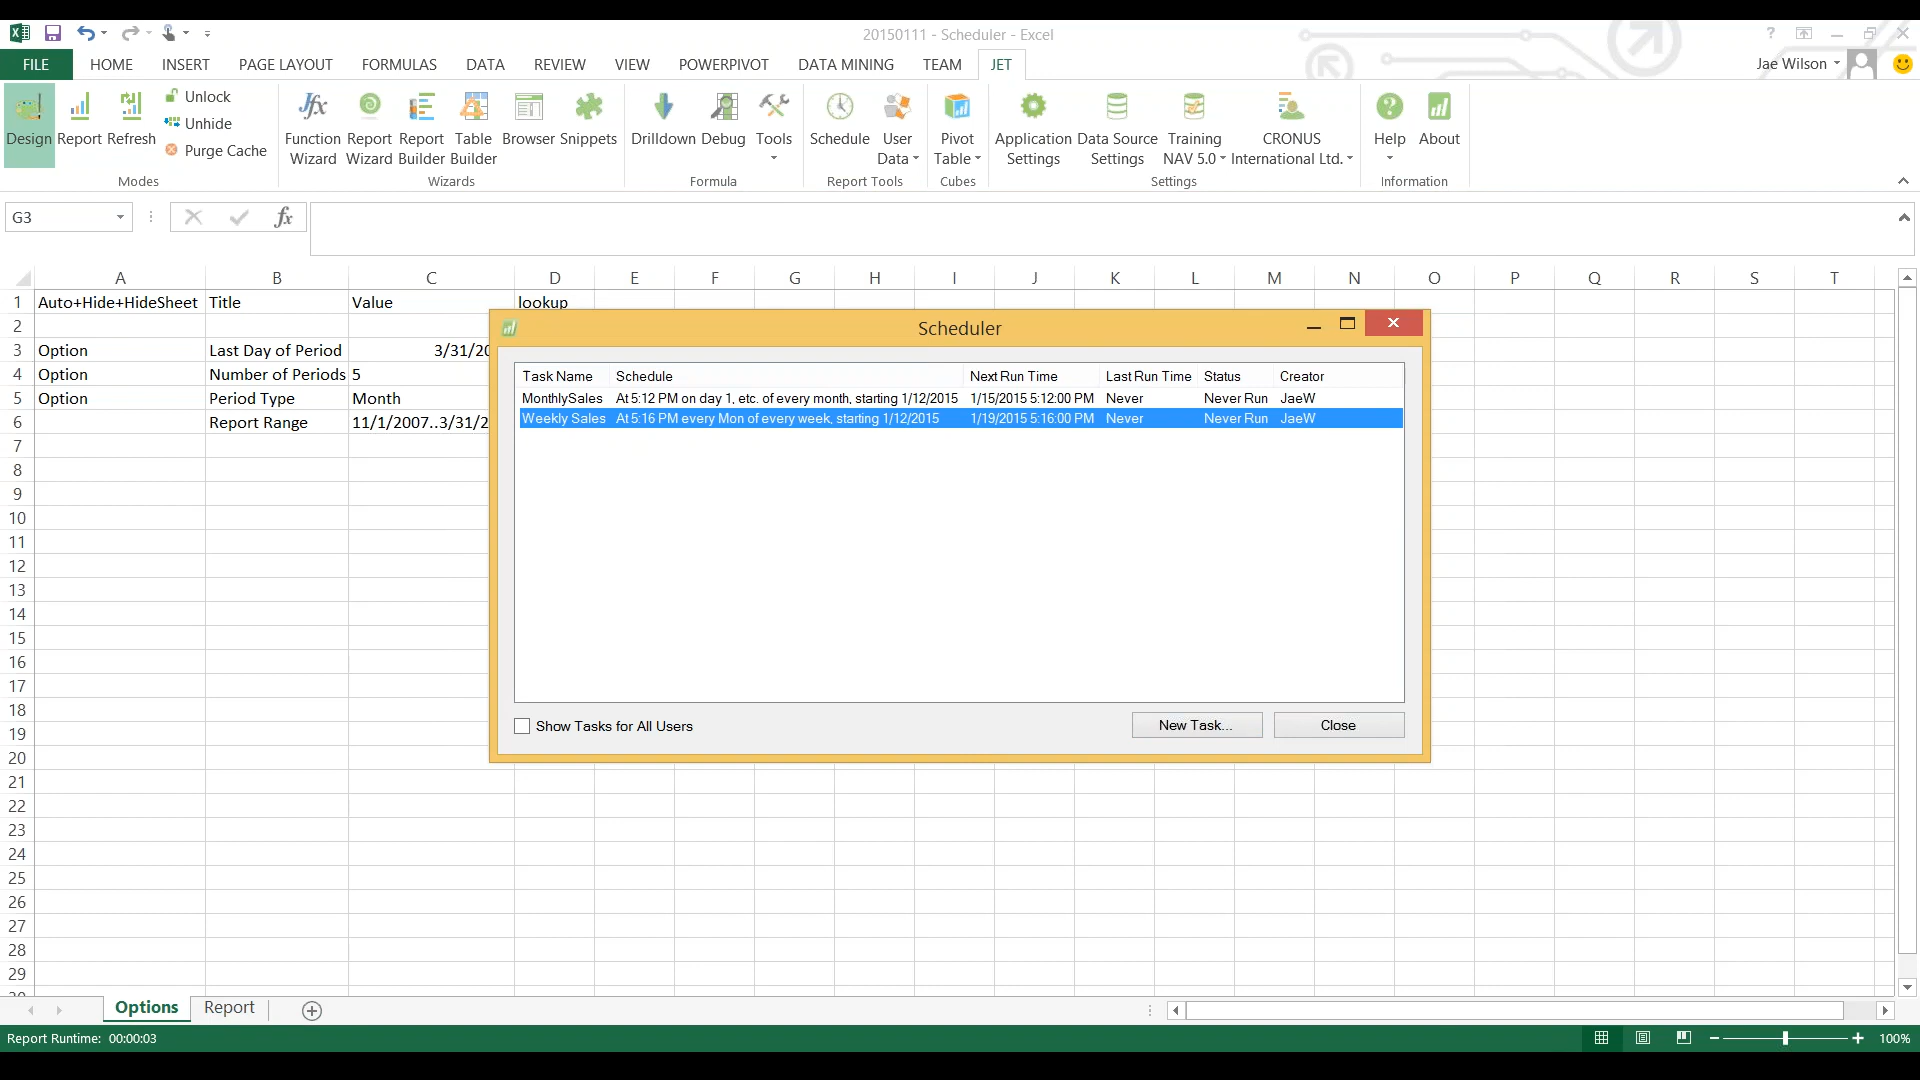 20150111 - Scheduler - Excel
FILE HOME INSERT PAGE LAYOUT FORMULAS DATA REVIEW VIEW POWERPIVOT DATA MINING TEAM JET Jae Wilson
Design Report Refresh
Unlock
Unhide
Purge Cache
Modes
Function Wizard
Report Wizard
Report Builder
Table Builder
Browser
Snippets
Wizards
Drilldown
Debug
Tools
Formula
Schedule
User Data
Report Tools
Pivot Table
Cubes
Application Settings
Data Source Settings
Training NAV 5.0
CRONUS International Ltd.
Settings
Help
About
Information
G3
fx
A B C D E F G H I J K L M N O P Q R S T
1 Auto+Hide+HideSheet Title Value lookup
2
3 Option Last Day of Period 3/31/20
4 Option Number of Periods 5
5 Option Period Type Month
6 Report Range 11/1/2007..3/31/2
7
8
9
10
11
12
13
14
15
16
17
18
19
20
21
22
23
24
25
26
27
28
29
Scheduler
Task Name Schedule Next Run Time Last Run Time Status Creator
MonthlySales At 5:12 PM on day 1, etc. of every month, starting 1/12/2015 1/15/2015 5:12:00 PM Never Never Run JaeW
Weekly Sales At 5:16 PM every Mon of every week, starting 1/12/2015 1/19/2015 5:16:00 PM Never Never Run JaeW
Show Tasks for All Users New Task... Close
Options Report
Report Runtime: 00:00:03 100%